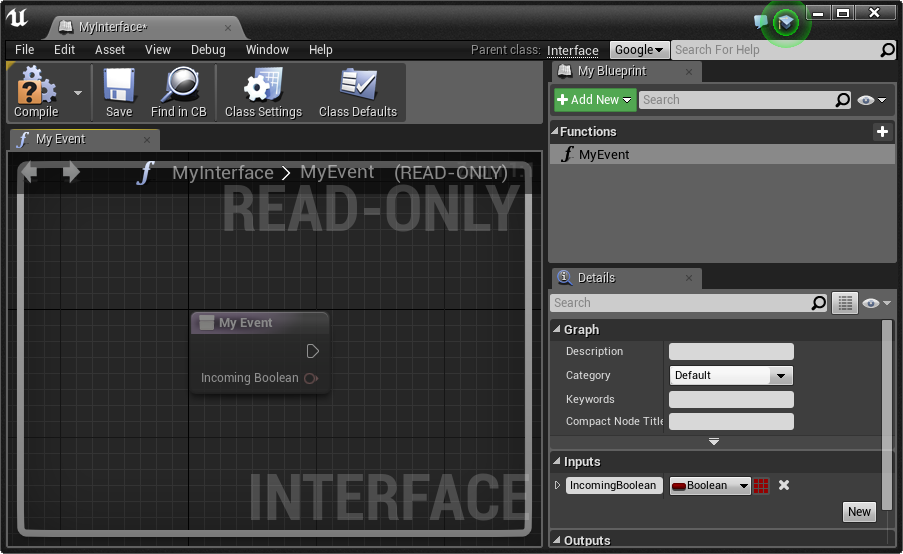 MyInterface*
File Edit Asset View Debug Window Help
Parent class: Interface Google Search For Help
Compile Save Find in CB Class Settings Class Defaults
My Event
MyInterface > MyEvent (READ-ONLY)
READ-ONLY
My Event
Incoming Boolean
INTERFACE
My Blueprint
Add New Search
Functions
MyEvent
Details
Search
Graph
Description
Category Default
Keywords
Compact Node Title
Inputs
IncomingBoolean Boolean
New
Outputs